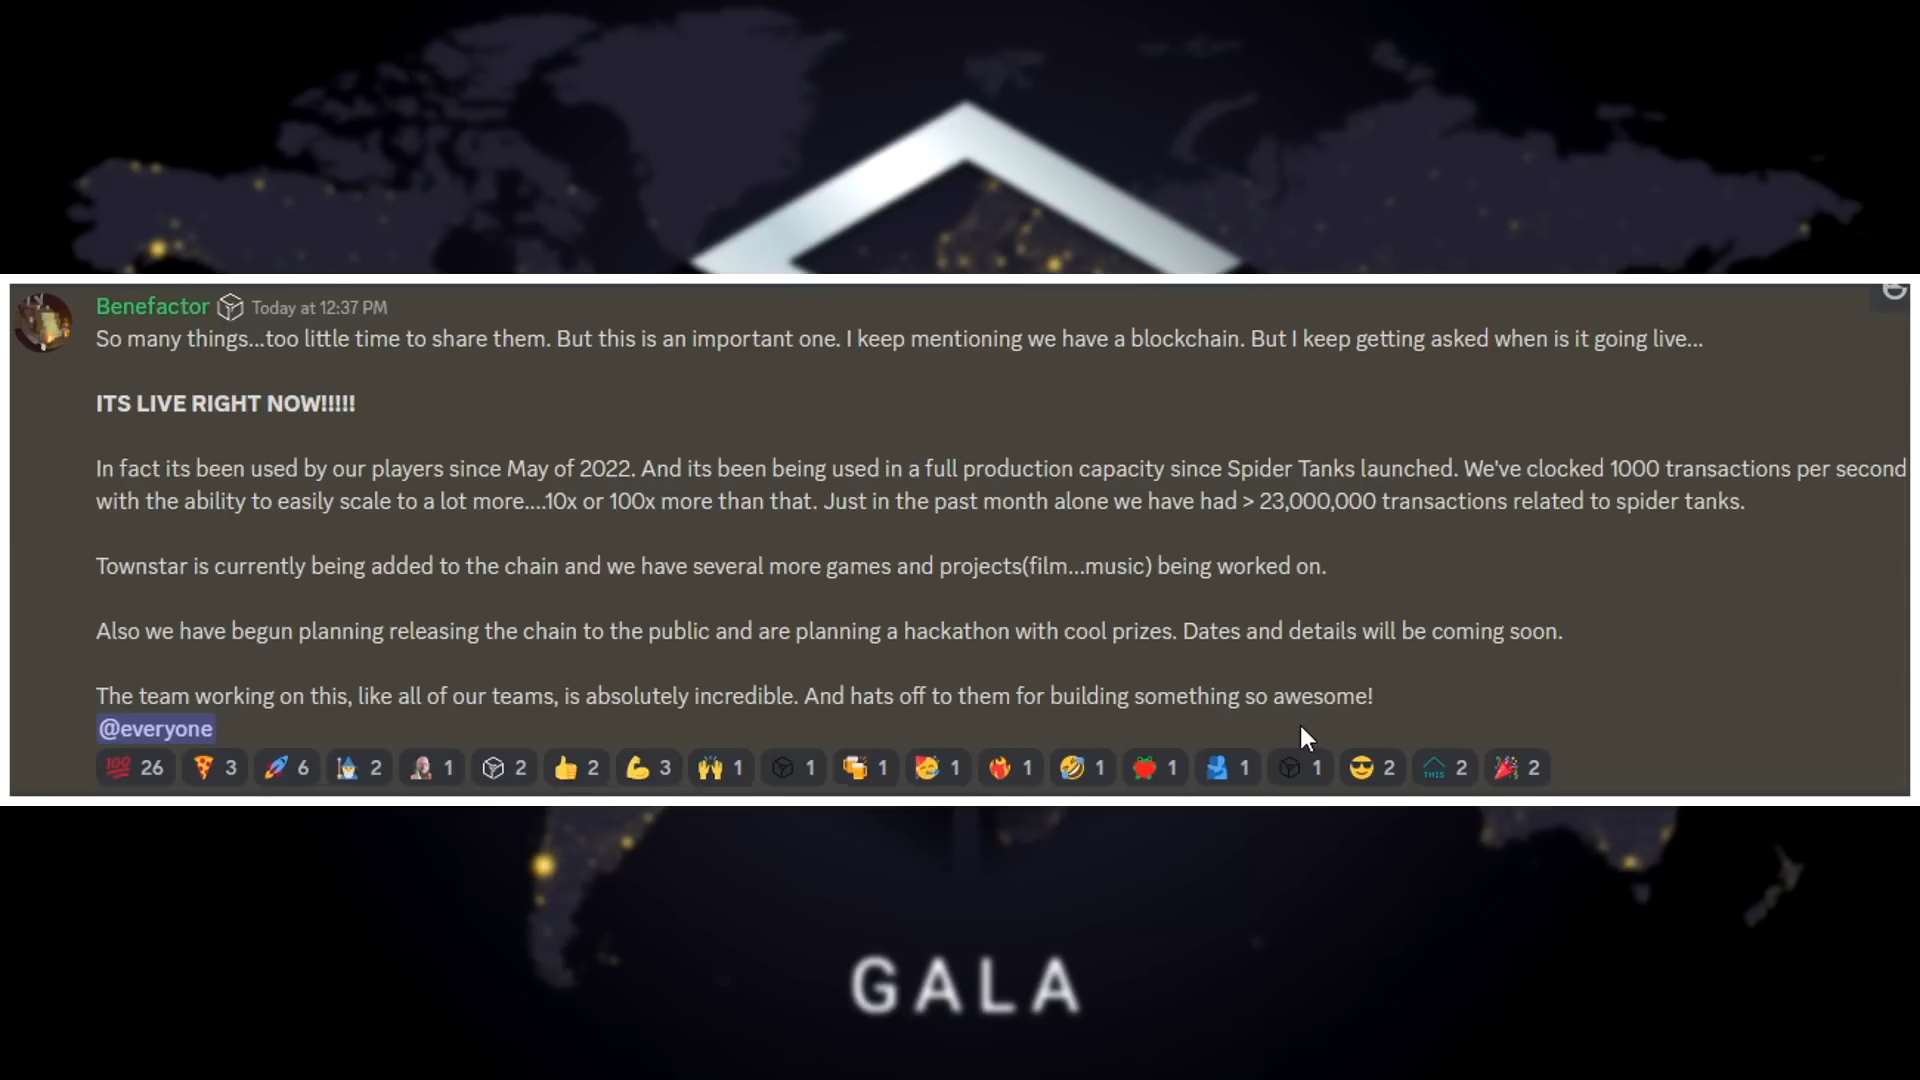 Benefactor Today at 12:37 PM
So many things...too little time to share them. But this is an important one. I keep mentioning we have a blockchain. But I keep getting asked when is it going live...
ITS LIVE RIGHT NOW!!!!!
In fact its been used by our players since May of 2022. And its been being used in a full production capacity since Spider Tanks launched. We've clocked 1000 transactions per second
with the ability to easily scale to a lot more....10x or 100x more than that. Just in the past month alone we have had > 23,000,000 transactions related to spider tanks.
Townstar is currently being added to the chain and we have several more games and projects(film...music) being worked on.
Also we have begun planning releasing the chain to the public and are planning a hackathon with cool prizes. Dates and details will be coming soon.
The team working on this, like all of our teams, is absolutely incredible. And hats off to them for building something so awesome!
@everyone
💯 26 🍕 3 🚀 6 2 1 2 👍 2 💪 3 🙌 1 1 🍻 1 🥳 1 1 🤣 1 1 🫂 1 1 😎 2 THIS 2 🎉 2
GALA